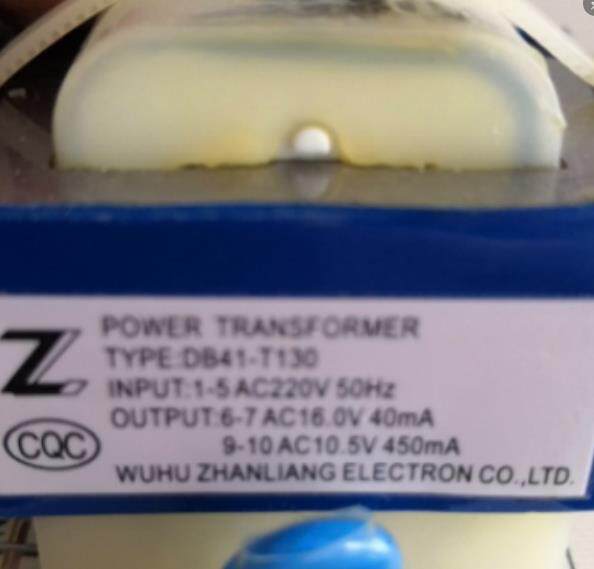 POWER TRANSFORMER
TYPE:DB41-T130
INPUT:1-5 AC220V 50Hz
OUTPUT:6-7 AC16.0V 40mA
9-10 AC10.5V 450mA
CQC
WUHU ZHANLIANG ELECTRON CO.,LTD.